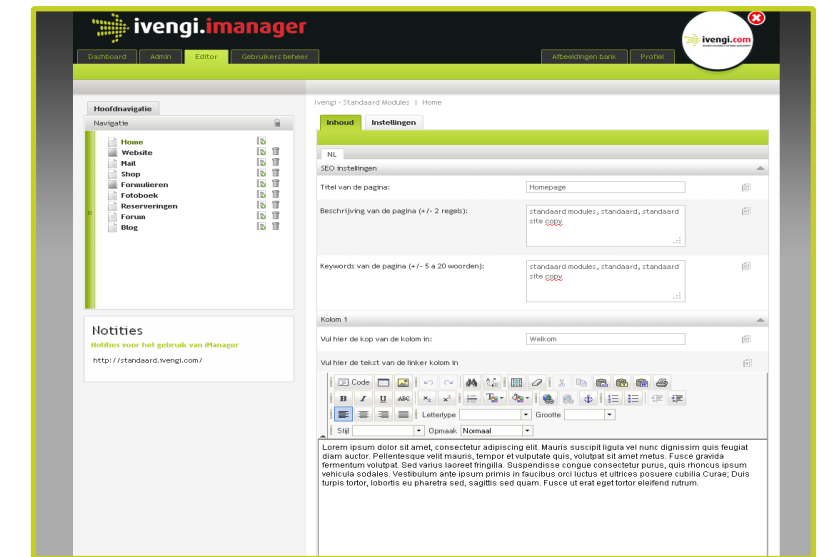 ivengi.imanager
ivengi.com
Dashboard Admin Editor Gebruikers beheer Afbeeldingen bank Profiel
Ivengi - Standaard Modules | Home
Hoofdnavigatie
Navigatie
Home
Website
Mail
Shop
Formulieren
Fotoboek
Reserveringen
Forum
Blog
Notities
Notities voor het gebruik van iManager
http://standaard.ivengi.com/
Inhoud Instellingen
NL
SEO instellingen
Titel van de pagina: Homepage
Beschrijving van de pagina (+/- 2 regels): standaard modules, standaard, standaard
site copy
Keywords van de pagina (+/- 5 a 20 woorden): standaard modules, standaard, standaard
site copy
Kolom 1
Vul hier de kop van de kolom in: Welkom
Vul hier de tekst van de linker kolom in
Code
B I U ABC
Lettertype Grootte
Stijl Opmaak Normaal
Lorem ipsum dolor sit amet, consectetur adipiscing elit. Mauris suscipit ligula vel nunc dignissim quis feugiat
diam auctor. Pellentesque velit mauris, tempor et vulputate quis, volutpat sit amet metus. Fusce gravida
fermentum volutpat. Sed varius laoreet fringilla. Suspendisse congue consectetur purus, quis rhoncus ipsum
vehicula sodales. Vestibulum ante ipsum primis in faucibus orci luctus et ultrices posuere cubilia Curae; Duis
turpis tortor, lobortis eu pharetra sed, sagittis sed quam. Fusce ut erat eget tortor eleifend rutrum.